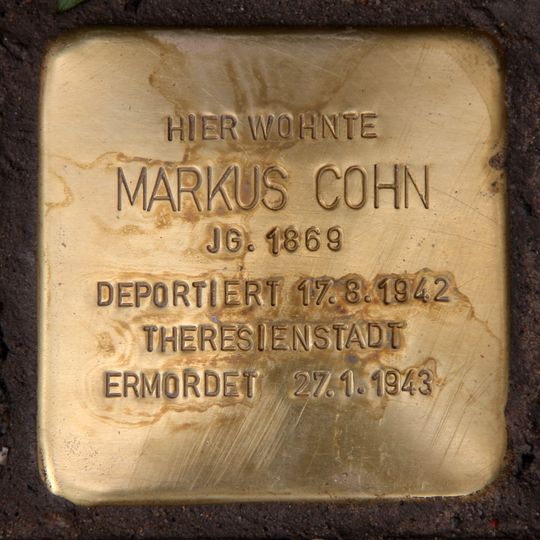 HIER WOHNTE
MARKUS COHN
JG. 1869
DEPORTIERT 17.8.1942
THERESIENSTADT
ERMORDET 27.1.1943